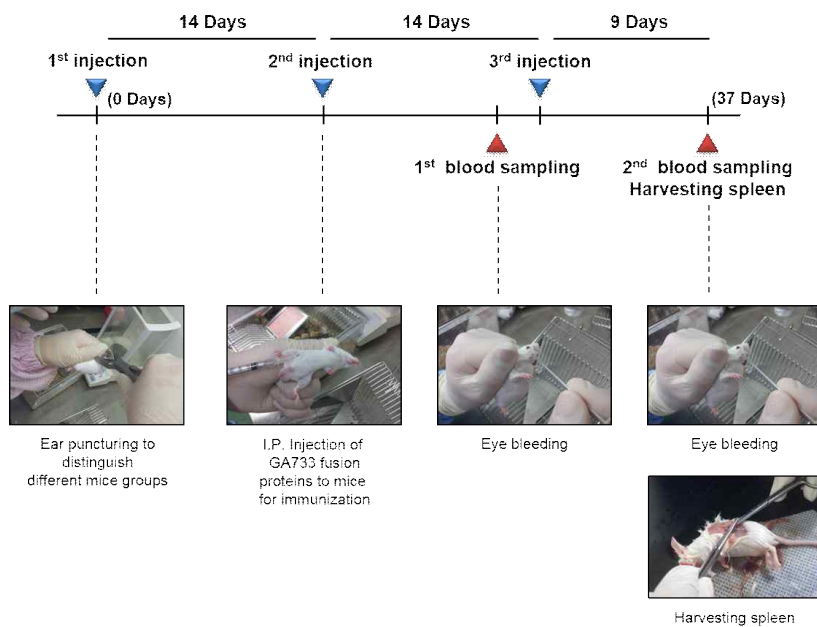 14 Days
14 Days
9 Days
1st injection
2nd injection
3rd injection
(0 Days)
(37 Days)
1st blood sampling
2nd blood sampling
Harvesting spleen
Ear puncturing to
distinguish
different mice groups
I.P. Injection of
GA733 fusion
proteins to mice
for immunization
Eye bleeding
Eye bleeding
Harvesting spleen